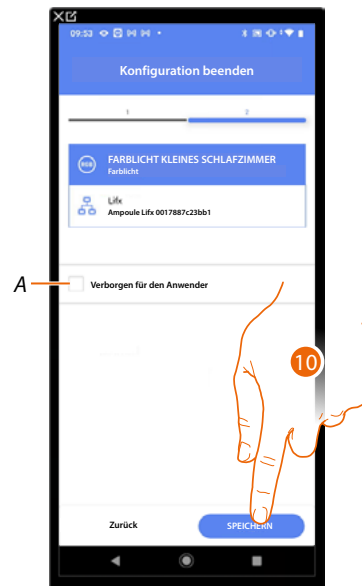 09:53
Konfiguration beenden
1 2
RGB FARBLICHT KLEINES SCHLAFZIMMER
Farblicht
Lifx
Ampoule Lifx 0017887c23bb1
A
Verborgen für den Anwender
10
Zurück SPEICHERN